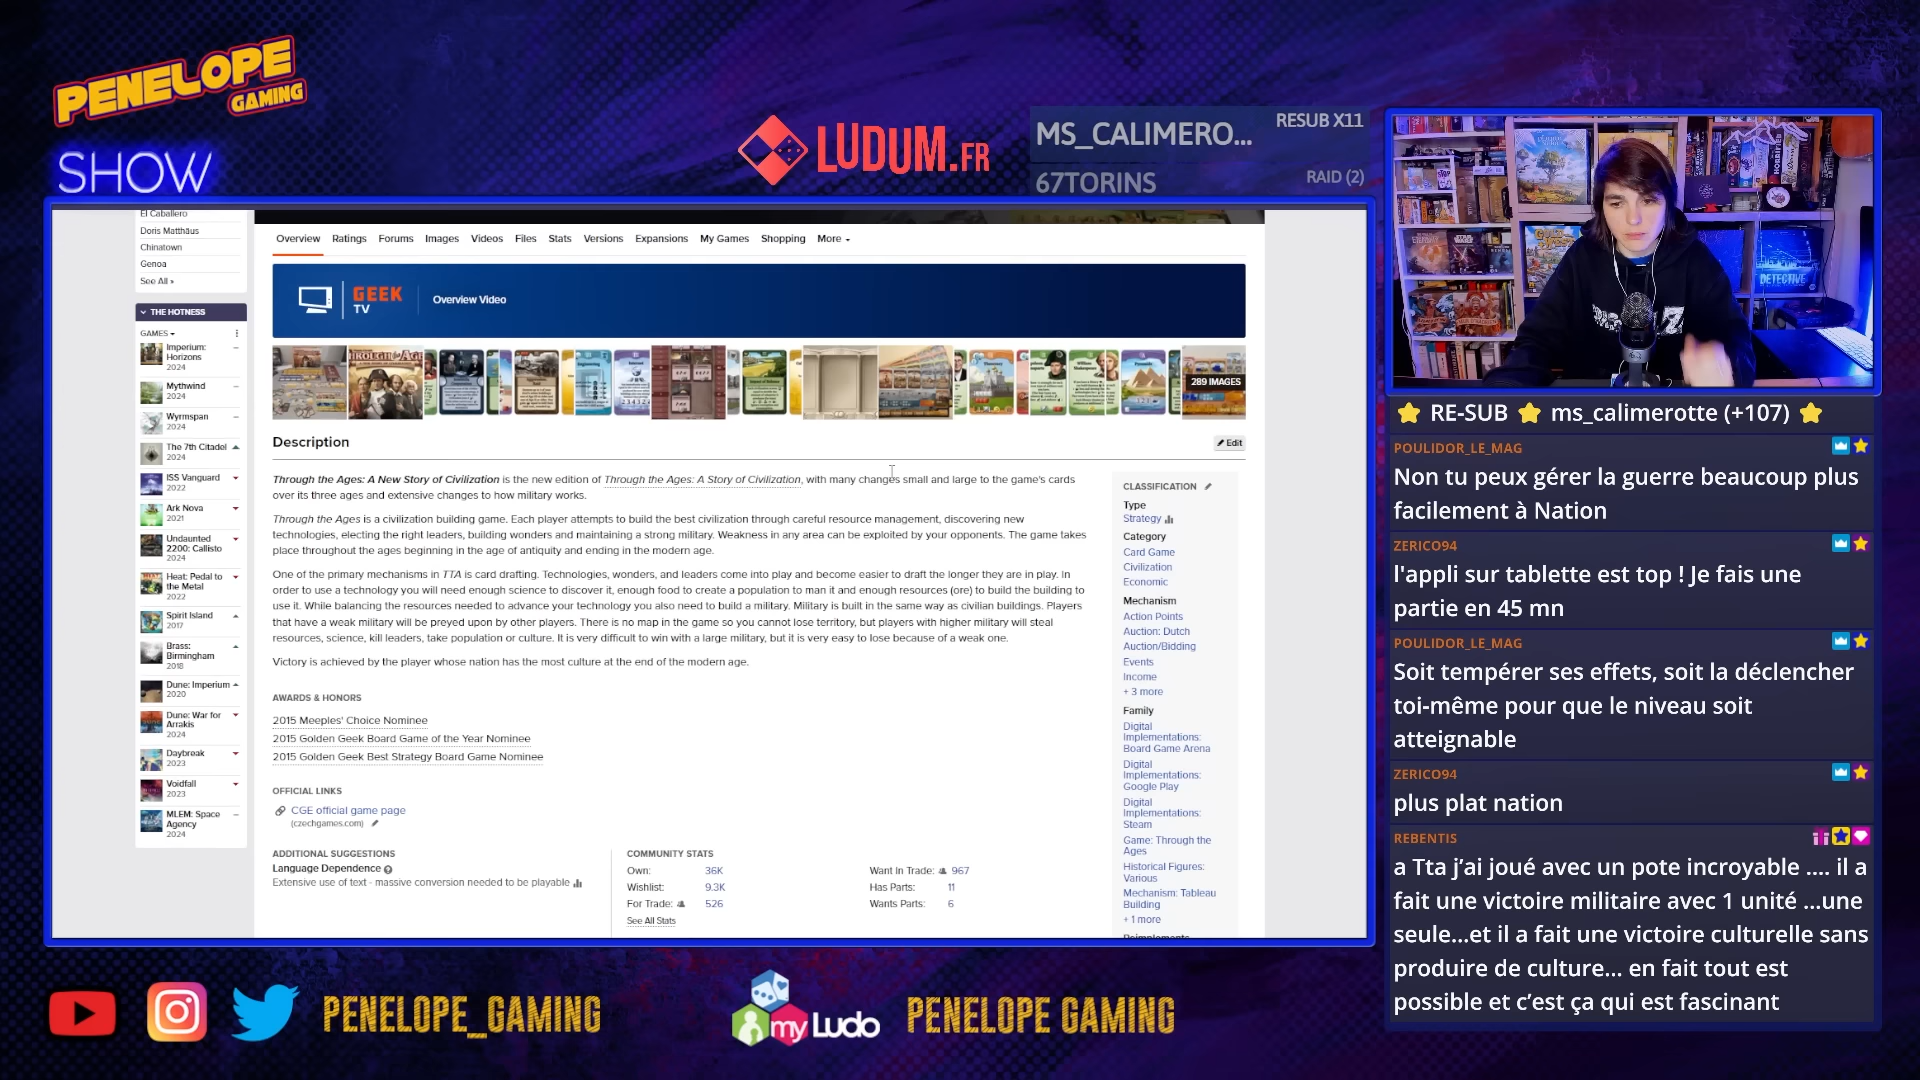 PENELOPE
GAMING
SHOW
LUDUM.FR
MS_CALIMERO...
RESUB X11
67TORINS
RAID (2)
El Caballero
Doris Matthäus
Chinatown
Genoa
See All »
THE HOTNESS
GAMES
Imperium:
Horizons
2024
Mythwind
2024
Wyrmspan
2024
The 7th Citadel
2024
ISS Vanguard
2022
Ark Nova
2021
Undaunted
2200: Callisto
2024
Heat: Pedal to
the Metal
2022
Spirit Island
2017
Brass:
Birmingham
2018
Dune: Imperium
2020
Dune: War for
Arrakis
2024
Daybreak
2023
Voidfall
2023
MLEM: Space
Agency
2024
Overview Ratings Forums Images Videos Files Stats Versions Expansions My Games Shopping More
GEEK
TV
Overview Video
289 IMAGES
Description
Edit
Through the Ages: A New Story of Civilization is the new edition of Through the Ages: A Story of Civilization, with many changes small and large to the game's cards
over its three ages and extensive changes to how military works.
Through the Ages is a civilization building game. Each player attempts to build the best civilization through careful resource management, discovering new
technologies, electing the right leaders, building wonders and maintaining a strong military. Weakness in any area can be exploited by your opponents. The game takes
place throughout the ages beginning in the age of antiquity and ending in the modern age.
One of the primary mechanisms in TTA is card drafting. Technologies, wonders, and leaders come into play and become easier to draft the longer they are in play. In
order to use a technology you will need enough science to discover it, enough food to create a population to man it and enough resources (ore) to build the building to
use it. While balancing the resources needed to advance your technology you also need to build a military. Military is built in the same way as civilian buildings. Players
that have a weak military will be preyed upon by other players. There is no map in the game so you cannot lose territory, but players with higher military will steal
resources, science, kill leaders, take population or culture. It is very difficult to win with a large military, but it is very easy to lose because of a weak one.
Victory is achieved by the player whose nation has the most culture at the end of the modern age.
AWARDS & HONORS
2015 Meeples' Choice Nominee
2015 Golden Geek Board Game of the Year Nominee
2015 Golden Geek Best Strategy Board Game Nominee
OFFICIAL LINKS
CGE official game page
(czechgames.com)
ADDITIONAL SUGGESTIONS
Language Dependence
Extensive use of text - massive conversion needed to be playable
COMMUNITY STATS
Own: 36K
Wishlist: 9.3K
For Trade: 526
See All Stats
Want In Trade: 967
Has Parts: 11
Wants Parts: 6
CLASSIFICATION
Type
Strategy
Category
Card Game
Civilization
Economic
Mechanism
Action Points
Auction: Dutch
Auction/Bidding
Events
Income
+ 3 more
Family
Digital
Implementations:
Board Game Arena
Digital
Implementations:
Google Play
Digital
Implementations:
Steam
Game: Through the
Ages
Historical Figures:
Various
Mechanism: Tableau
Building
+ 1 more
Reimplements
DETECTIVE
RE-SUB ms_calimerotte (+107)
POULIDOR_LE_MAG
Non tu peux gérer la guerre beaucoup plus
facilement à Nation
ZERICO94
l'appli sur tablette est top ! Je fais une
partie en 45 mn
POULIDOR_LE_MAG
Soit tempérer ses effets, soit la déclencher
toi-même pour que le niveau soit
atteignable
ZERICO94
plus plat nation
REBENTIS
a Tta j’ai joué avec un pote incroyable .... il a
fait une victoire militaire avec 1 unité ...une
seule...et il a fait une victoire culturelle sans
produire de culture... en fait tout est
possible et c’est ça qui est fascinant
PENELOPE_GAMING
myLudo
PENELOPE GAMING